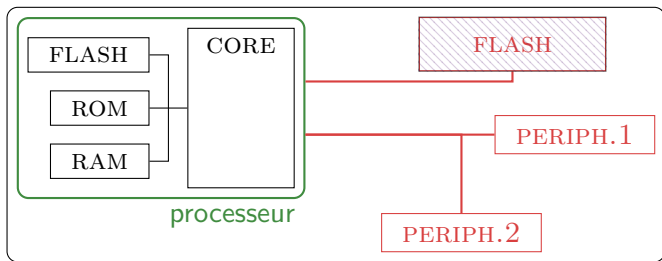 FLASH
ROM
RAM
CORE
processeur
FLASH
PERIPH.1
PERIPH.2